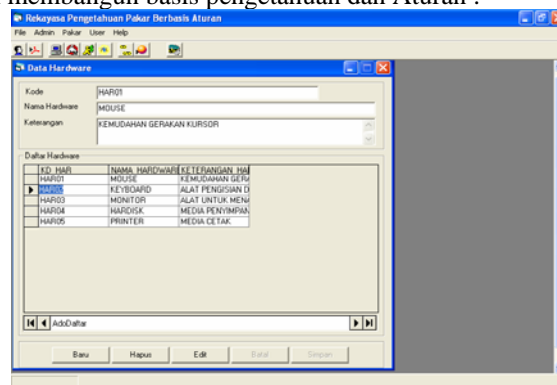 membangun basis pengetahuan dan Aturan :
Rekayasa Pengetahuan Pakar Berbasis Aturan
File Admin Pakar User Help
Data Hardware
Kode HAR01
Nama Hardware MOUSE
Keterangan KEMUDAHAN GERAKAN KURSOR
Daftar Hardware
KD_HAR NAMA_HARDWARE KETERANGAN_HA
HAR01 MOUSE KEMUDAHAN GER
HAR02 KEYBOARD ALAT PENGISIAN D
HAR03 MONITOR ALAT UNTUK MEN
HAR04 HARDISK MEDIA PENYIMPAN
HAR05 PRINTER MEDIA CETAK
AdoDaftar
Baru Hapus Edit Batal Simpan